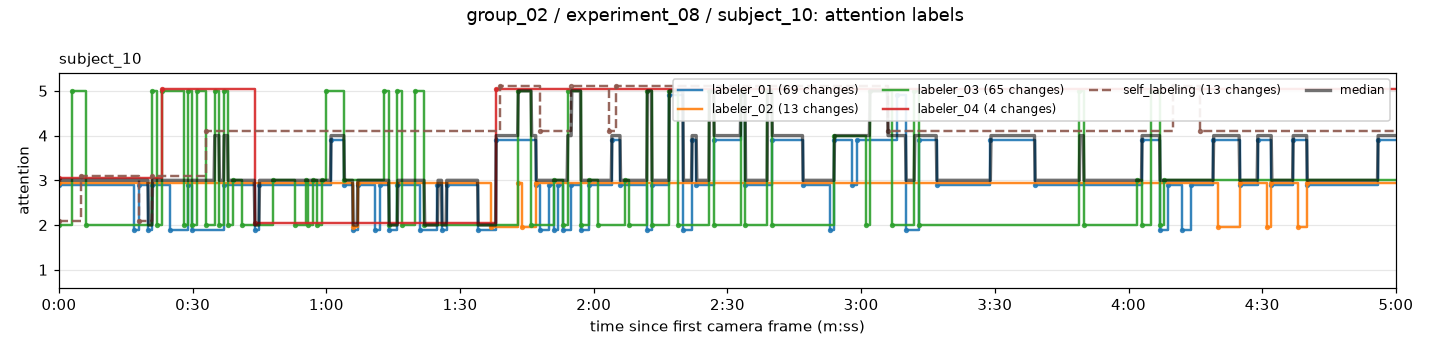 group_02 / experiment_08 / subject_10: attention labels
subject_10
labeler_01 (69 changes)
labeler_02 (13 changes)
labeler_03 (65 changes)
labeler_04 (4 changes)
self_labeling (13 changes)
median
attention
5
4
3
2
1
0:00 0:30 1:00 1:30 2:00 2:30 3:00 3:30 4:00 4:30 5:00
time since first camera frame (m:ss)